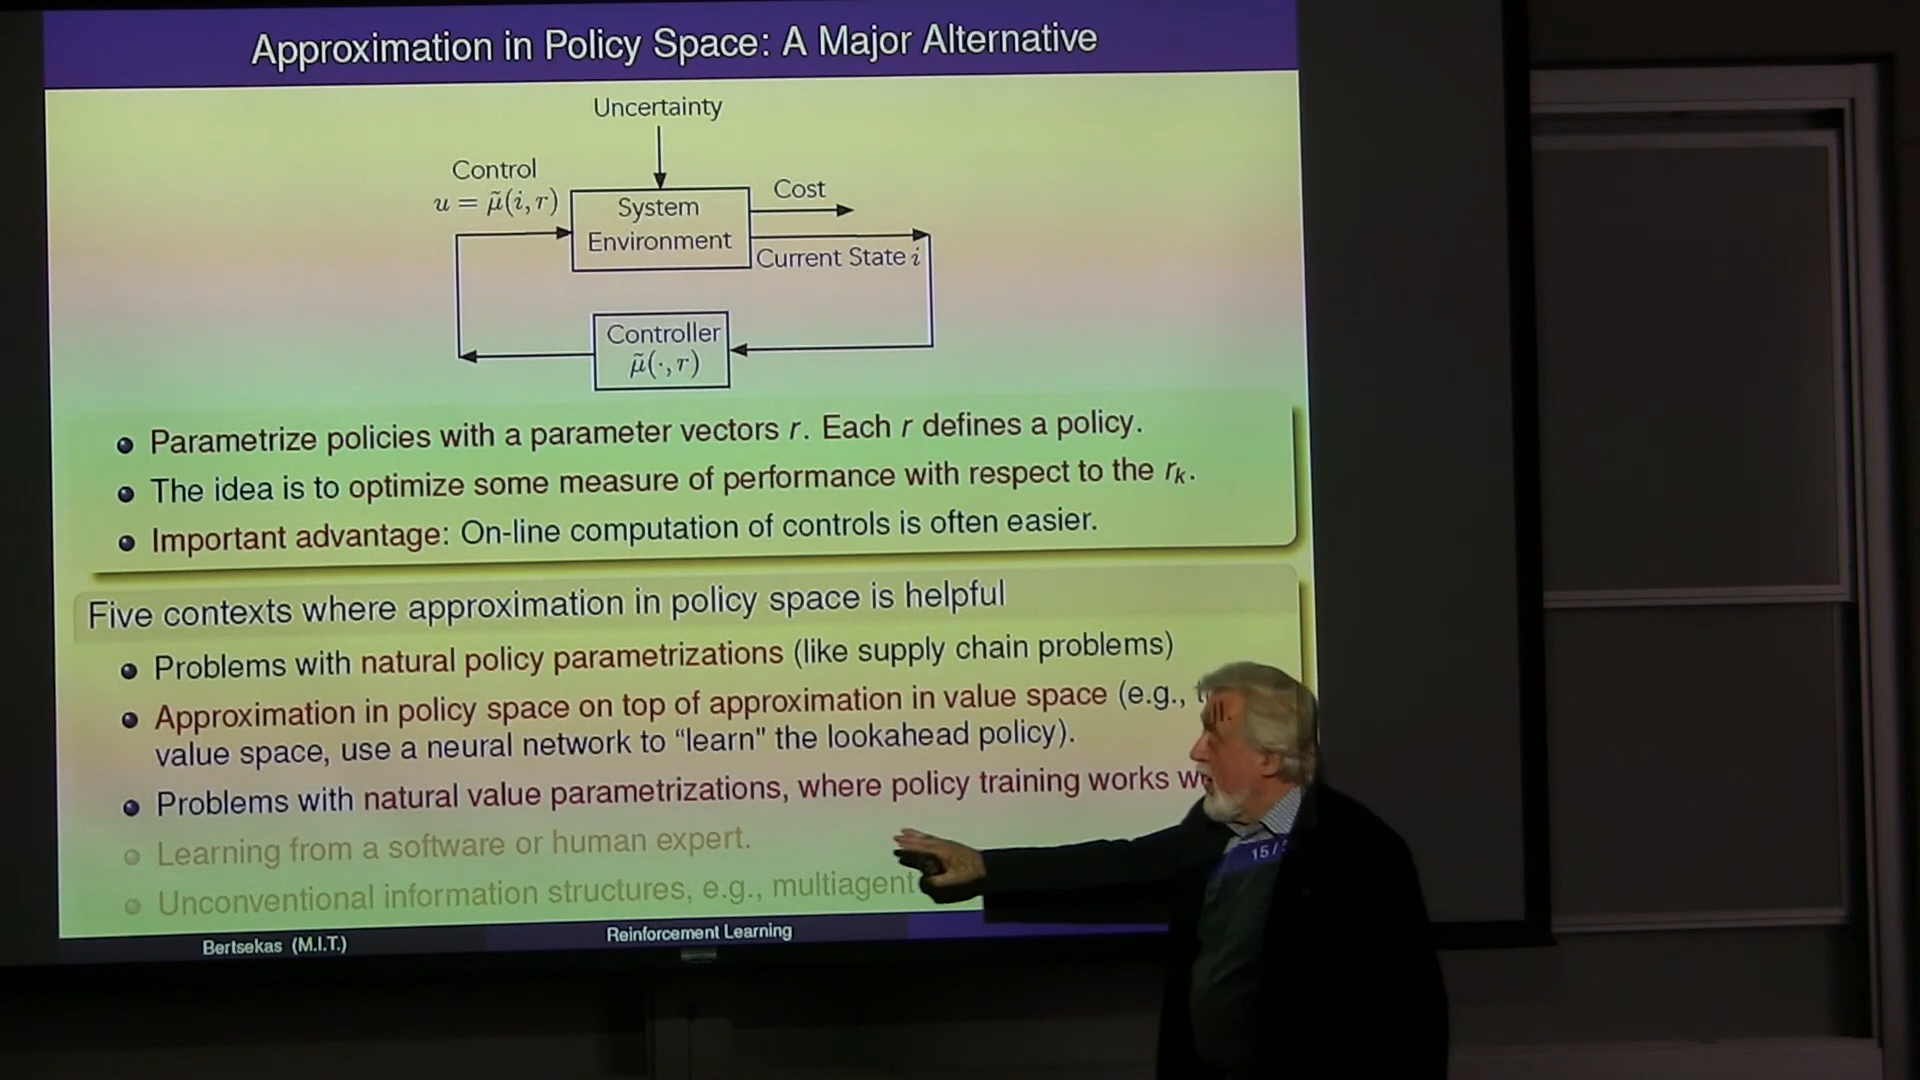 Approximation in Policy Space: A Major Alternative
Uncertainty
Control
u = μ̃(i, r)
System
Environment
Cost
Current State i
Controller
μ̃(·, r)
Parametrize policies with a parameter vectors r. Each r defines a policy.
The idea is to optimize some measure of performance with respect to the r_k.
Important advantage: On-line computation of controls is often easier.
Five contexts where approximation in policy space is helpful
Problems with natural policy parametrizations (like supply chain problems)
Approximation in policy space on top of approximation in value space (e.g.,
value space, use a neural network to “learn" the lookahead policy).
Problems with natural value parametrizations, where policy training works
Learning from a software or human expert.
Unconventional information structures, e.g., multiagent
Bertsekas (M.I.T.)
Reinforcement Learning
15 /